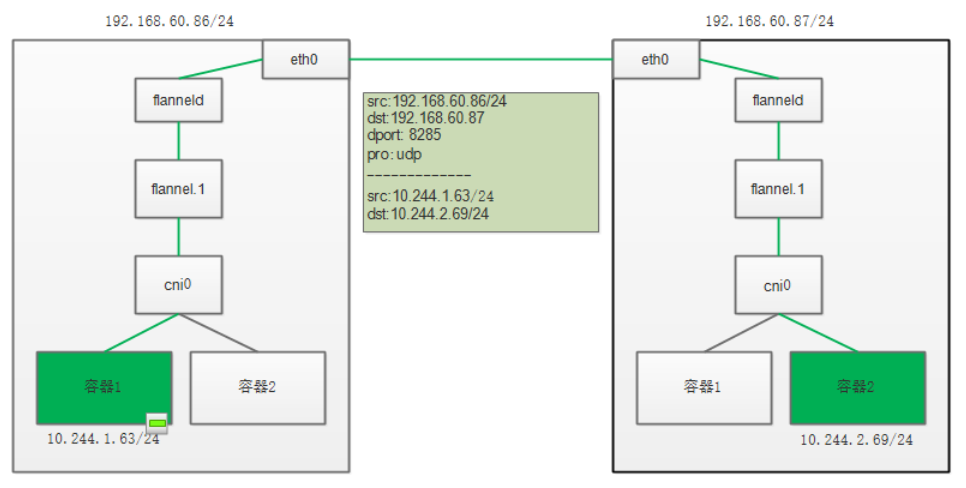 192.168.60.86/24
192.168.60.87/24
eth0
eth0
flanneld
flanneld
src:192.168.60.86/24
dst:192.168.60.87
dport: 8285
pro: udp
-------------
src:10.244.1.63/24
dst:10.244.2.69/24
flannel.1
flannel.1
cni0
cni0
容器1
容器2
容器1
容器2
10.244.1.63/24
10.244.2.69/24